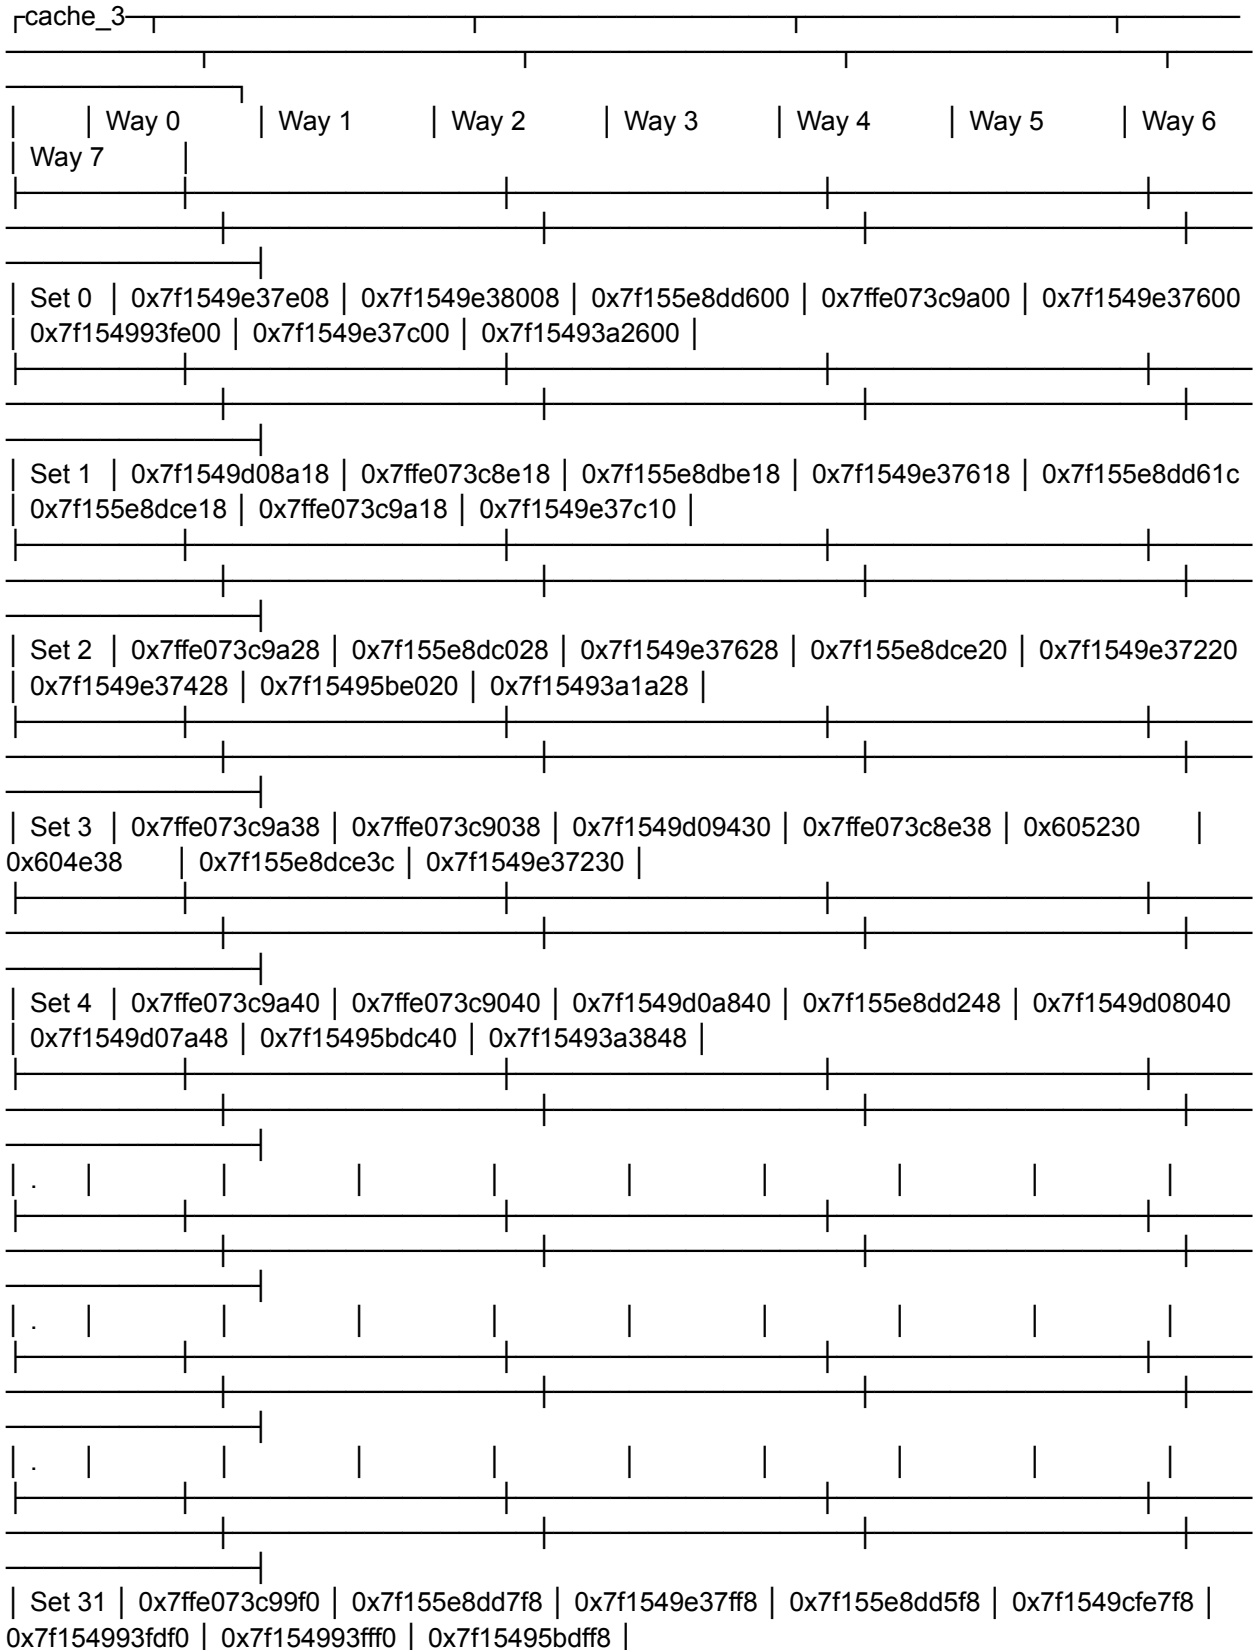 ┌cache_3─┬──────────────────┬──────────────────┬──────────────────┬───────
───────────┬──────────────────┬──────────────────┬──────────────────┬─────
─────────────┐
│ │ Way 0 │ Way 1 │ Way 2 │ Way 3 │ Way 4 │ Way 5 │ Way 6
│ Way 7 │
├─────────┼──────────────────┼──────────────────┼──────────────────┼──────
────────────┼──────────────────┼──────────────────┼──────────────────┼────
──────────────┤
│ Set 0 │ 0x7f1549e37e08 │ 0x7f1549e38008 │ 0x7f155e8dd600 │ 0x7ffe073c9a00 │ 0x7f1549e37600
│ 0x7f154993fe00 │ 0x7f1549e37c00 │ 0x7f15493a2600 │
├─────────┼──────────────────┼──────────────────┼──────────────────┼──────
────────────┼──────────────────┼──────────────────┼──────────────────┼────
──────────────┤
│ Set 1 │ 0x7f1549d08a18 │ 0x7ffe073c8e18 │ 0x7f155e8dbe18 │ 0x7f1549e37618 │ 0x7f155e8dd61c
│ 0x7f155e8dce18 │ 0x7ffe073c9a18 │ 0x7f1549e37c10 │
├─────────┼──────────────────┼──────────────────┼──────────────────┼──────
────────────┼──────────────────┼──────────────────┼──────────────────┼────
──────────────┤
│ Set 2 │ 0x7ffe073c9a28 │ 0x7f155e8dc028 │ 0x7f1549e37628 │ 0x7f155e8dce20 │ 0x7f1549e37220
│ 0x7f1549e37428 │ 0x7f15495be020 │ 0x7f15493a1a28 │
├─────────┼──────────────────┼──────────────────┼──────────────────┼──────
────────────┼──────────────────┼──────────────────┼──────────────────┼────
──────────────┤
│ Set 3 │ 0x7ffe073c9a38 │ 0x7ffe073c9038 │ 0x7f1549d09430 │ 0x7ffe073c8e38 │ 0x605230 │
0x604e38 │ 0x7f155e8dce3c │ 0x7f1549e37230 │
├─────────┼──────────────────┼──────────────────┼──────────────────┼──────
────────────┼──────────────────┼──────────────────┼──────────────────┼────
──────────────┤
│ Set 4 │ 0x7ffe073c9a40 │ 0x7ffe073c9040 │ 0x7f1549d0a840 │ 0x7f155e8dd248 │ 0x7f1549d08040
│ 0x7f1549d07a48 │ 0x7f15495bdc40 │ 0x7f15493a3848 │
├─────────┼──────────────────┼──────────────────┼──────────────────┼──────
────────────┼──────────────────┼──────────────────┼──────────────────┼────
──────────────┤
│ . │ │ │ │ │ │ │ │ │
├─────────┼──────────────────┼──────────────────┼──────────────────┼──────
────────────┼──────────────────┼──────────────────┼──────────────────┼────
──────────────┤
│ . │ │ │ │ │ │ │ │ │
├─────────┼──────────────────┼──────────────────┼──────────────────┼──────
────────────┼──────────────────┼──────────────────┼──────────────────┼────
──────────────┤
│ . │ │ │ │ │ │ │ │ │
├─────────┼──────────────────┼──────────────────┼──────────────────┼──────
────────────┼──────────────────┼──────────────────┼──────────────────┼────
──────────────┤
│ Set 31 │ 0x7ffe073c99f0 │ 0x7f155e8dd7f8 │ 0x7f1549e37ff8 │ 0x7f155e8dd5f8 │ 0x7f1549cfe7f8 │
0x7f154993fdf0 │ 0x7f154993fff0 │ 0x7f15495bdff8 │